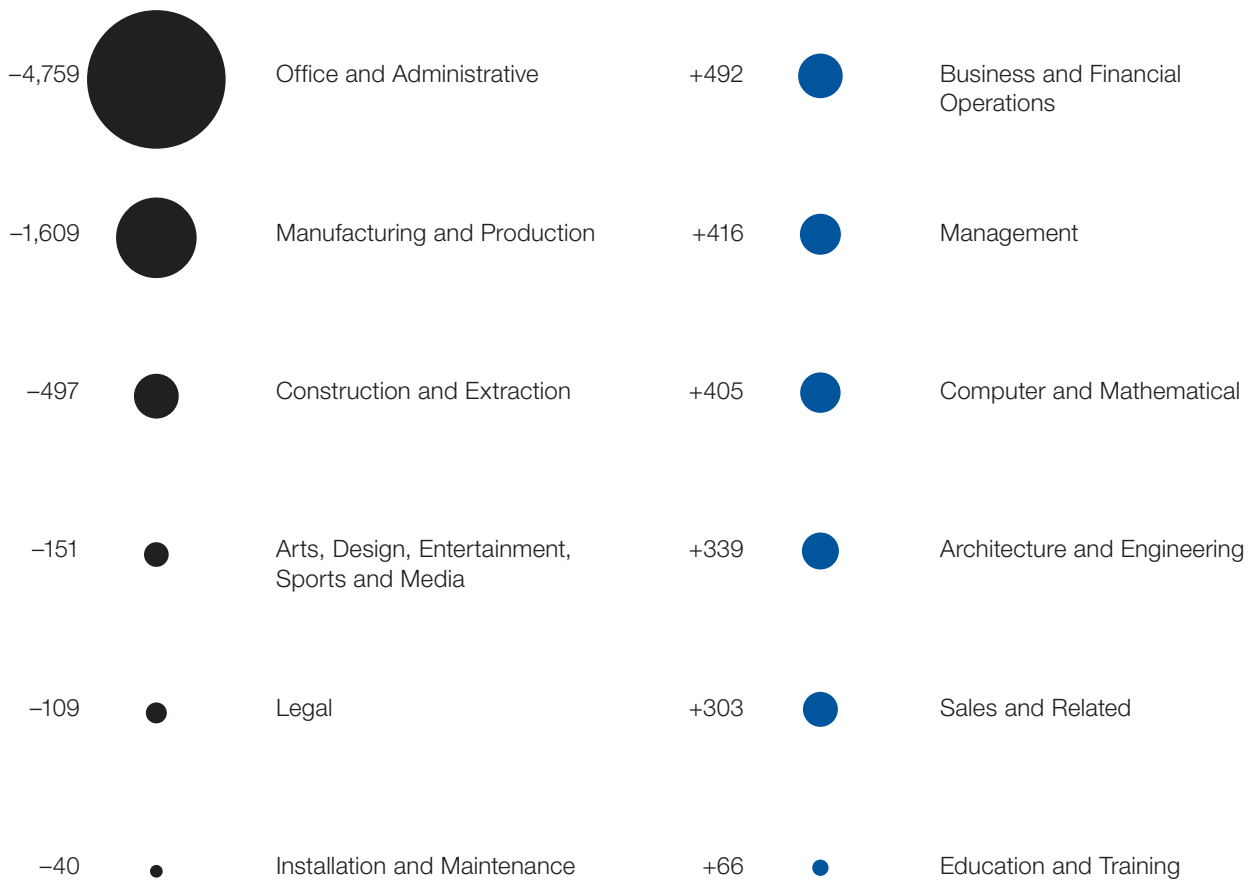 –4,759
Office and Administrative
+492
Business and Financial
Operations
–1,609
Manufacturing and Production
+416
Management
–497
Construction and Extraction
+405
Computer and Mathematical
–151
Arts, Design, Entertainment,
Sports and Media
+339
Architecture and Engineering
–109
Legal
+303
Sales and Related
–40
Installation and Maintenance
+66
Education and Training